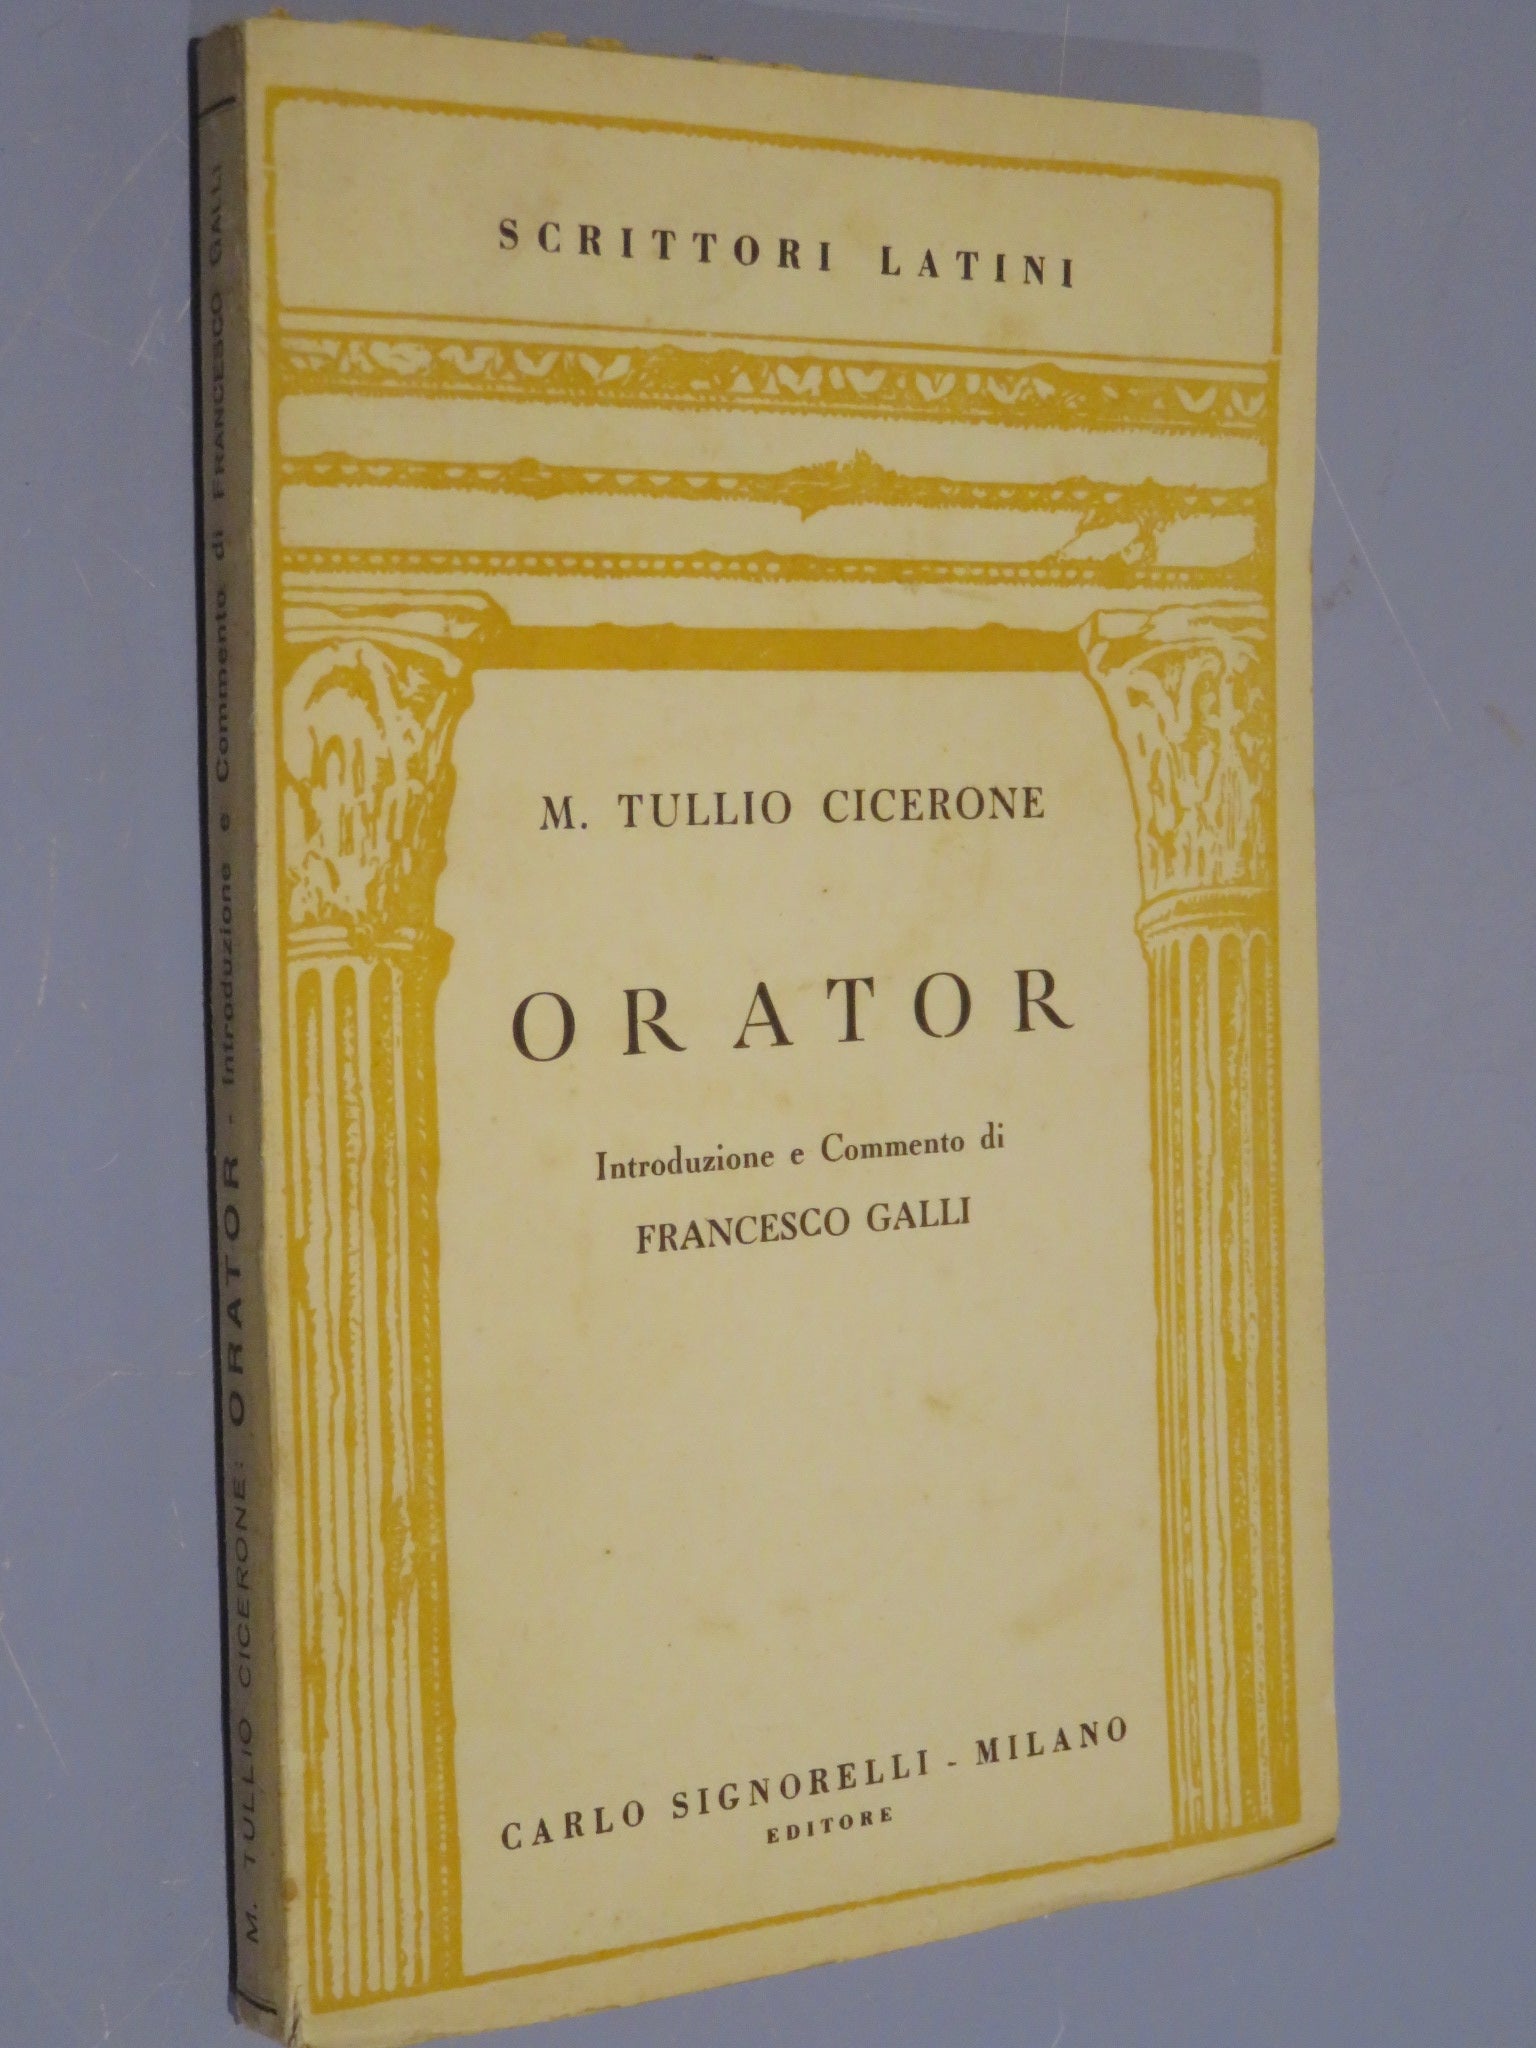 SCRITTORI LATINI
M. TULLIO CICERONE
ORATOR
Introduzione e Commento di
FRANCESCO GALLI
CARLO SIGNORELLI - MILANO
EDITORE
M. TULLIO CICERONE: ORATOR - Introduzione e Commento di FRANCESCO GALLI